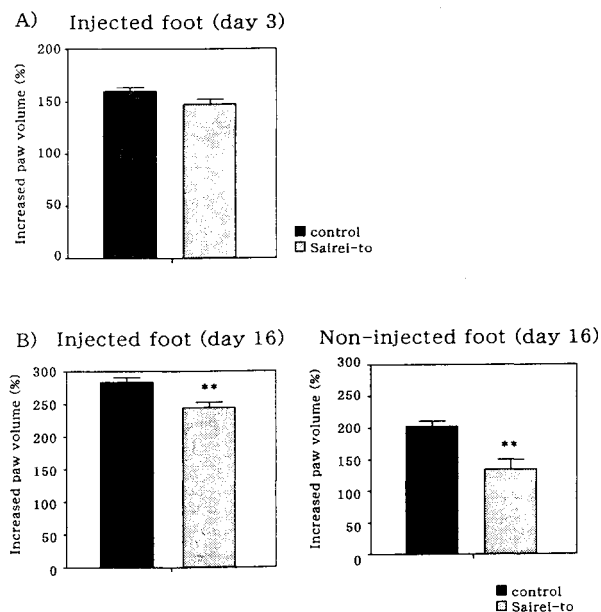 A) Injected foot (day 3)
Increased paw volume (%)
200
150
100
50
0
control
Sairei-to
B) Injected foot (day 16)
Increased paw volume (%)
300
250
200
150
100
50
0
**
Non-injected foot (day 16)
Increased paw volume (%)
300
250
200
150
100
50
0
**
control
Sairei-to